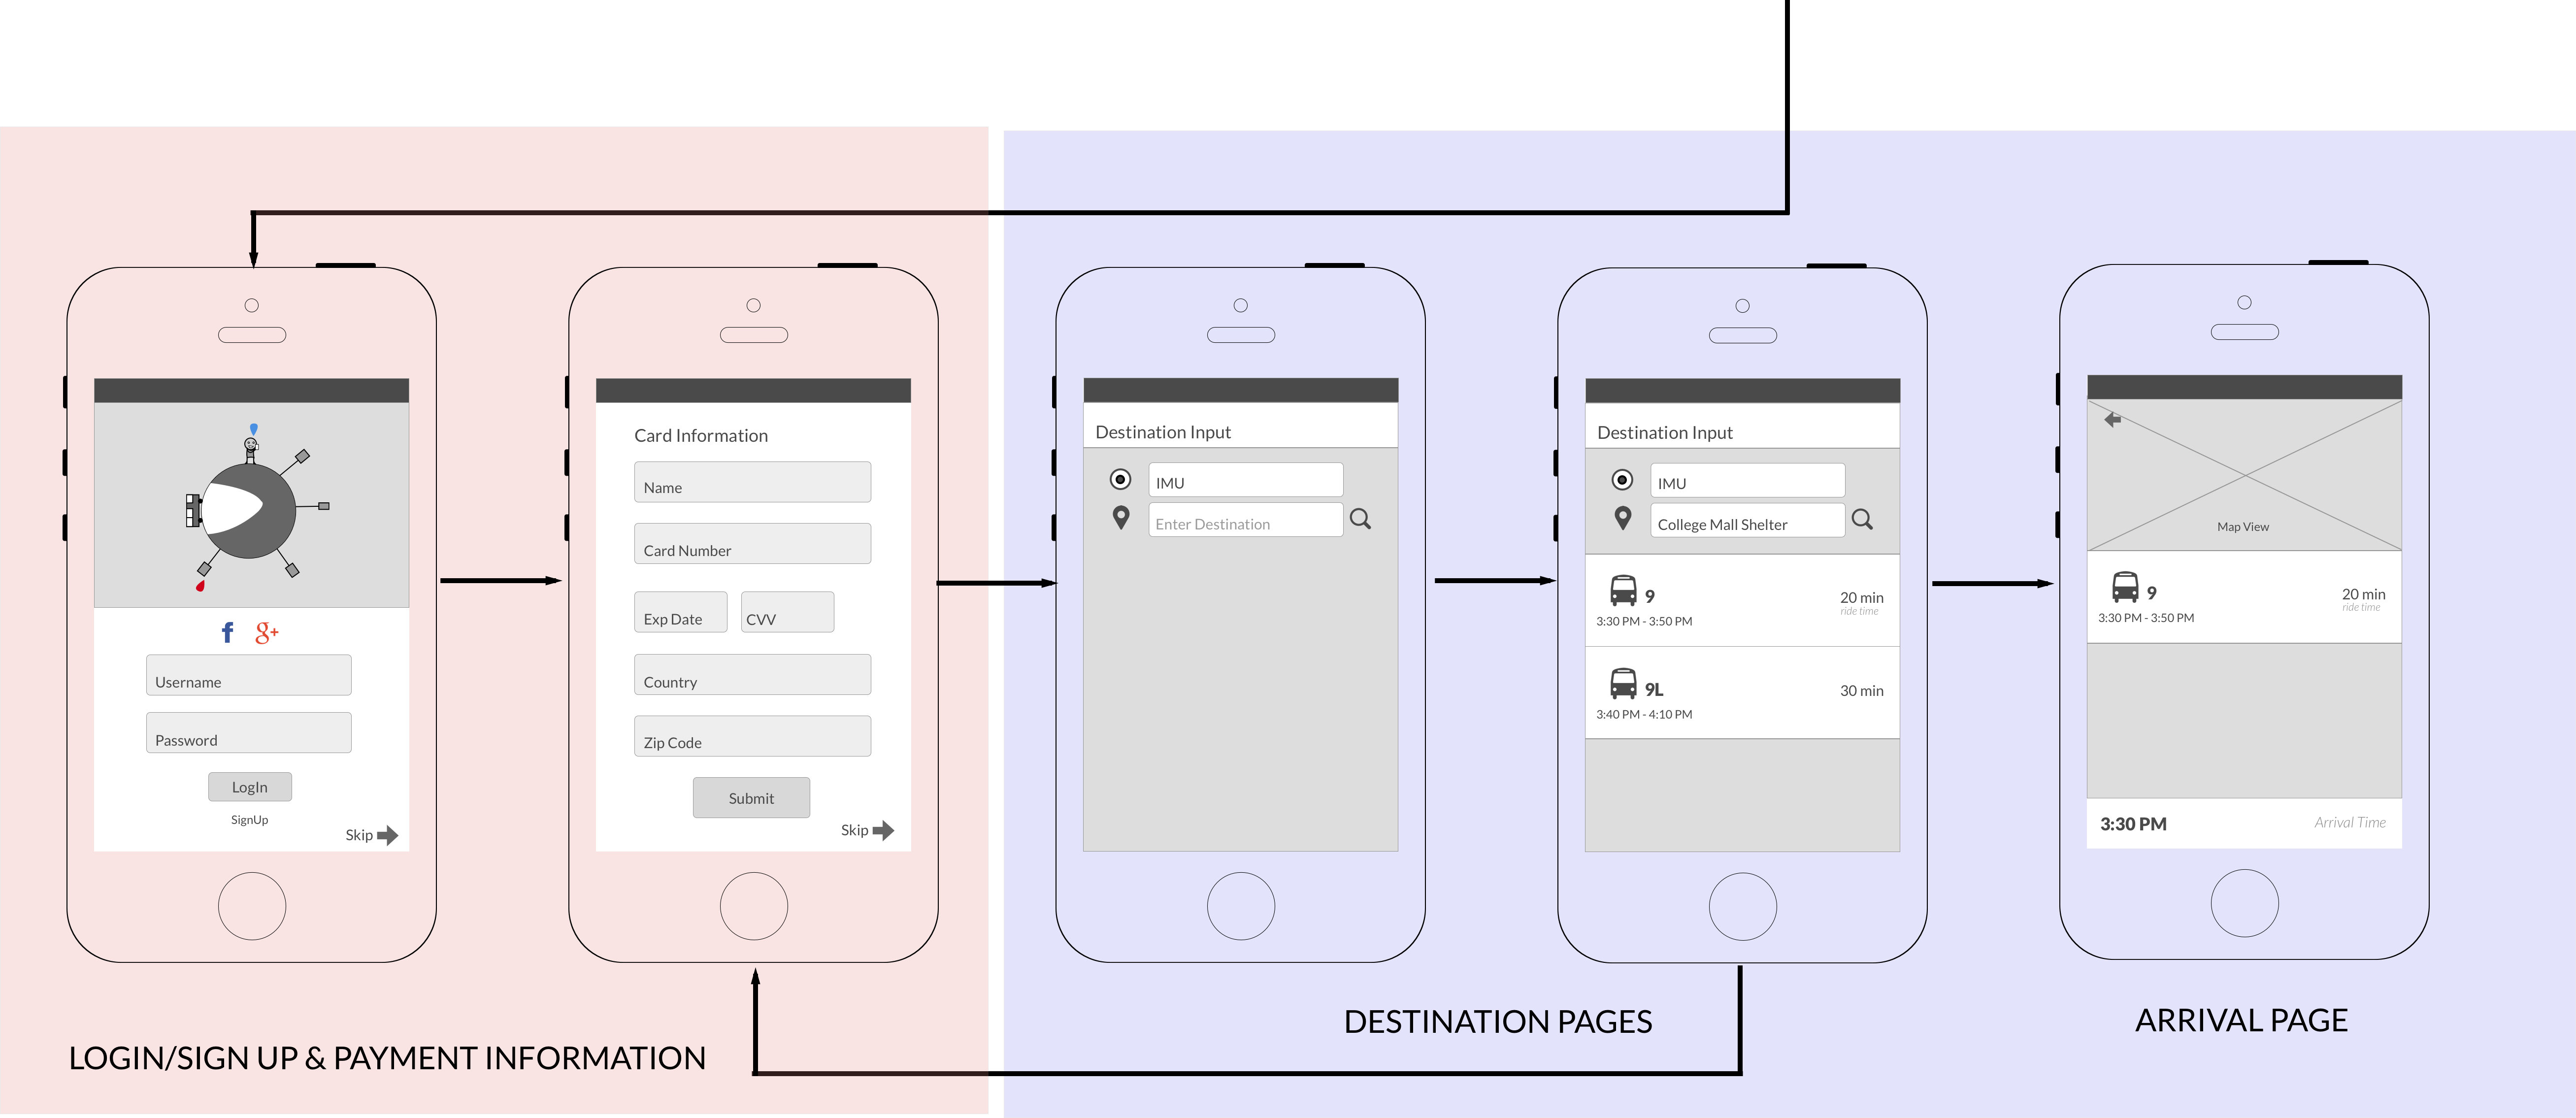 f g+
Username
Password
LogIn
SignUp
Skip
Card Information
Name
Card Number
Exp Date CVV
Country
Zip Code
Submit
Skip
LOGIN/SIGN UP & PAYMENT INFORMATION
Destination Input
IMU
Enter Destination
Destination Input
IMU
College Mall Shelter
9 20 min
ride time
3:30 PM - 3:50 PM
9L 30 min
3:40 PM - 4:10 PM
DESTINATION PAGES
Map View
9 20 min
ride time
3:30 PM - 3:50 PM
3:30 PM Arrival Time
ARRIVAL PAGE